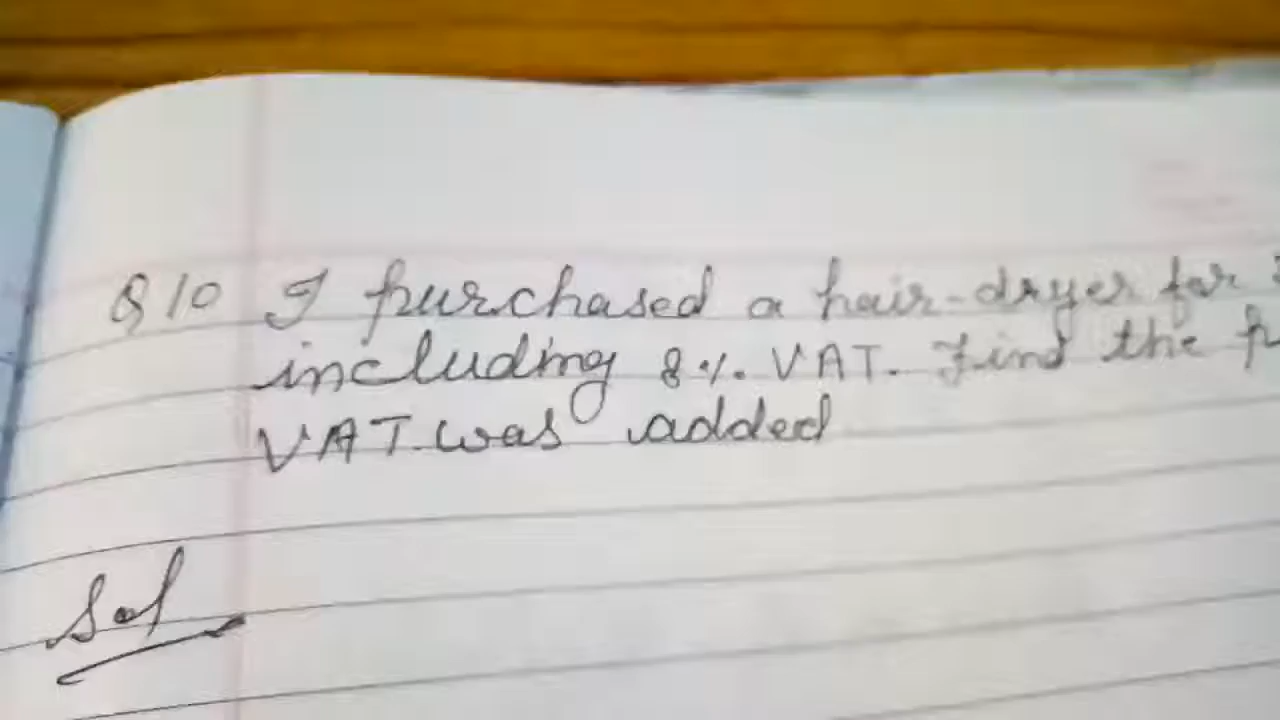 Q10 I purchased a hair-dryer for
including 8%. VAT. Find the
VAT was added
Sol